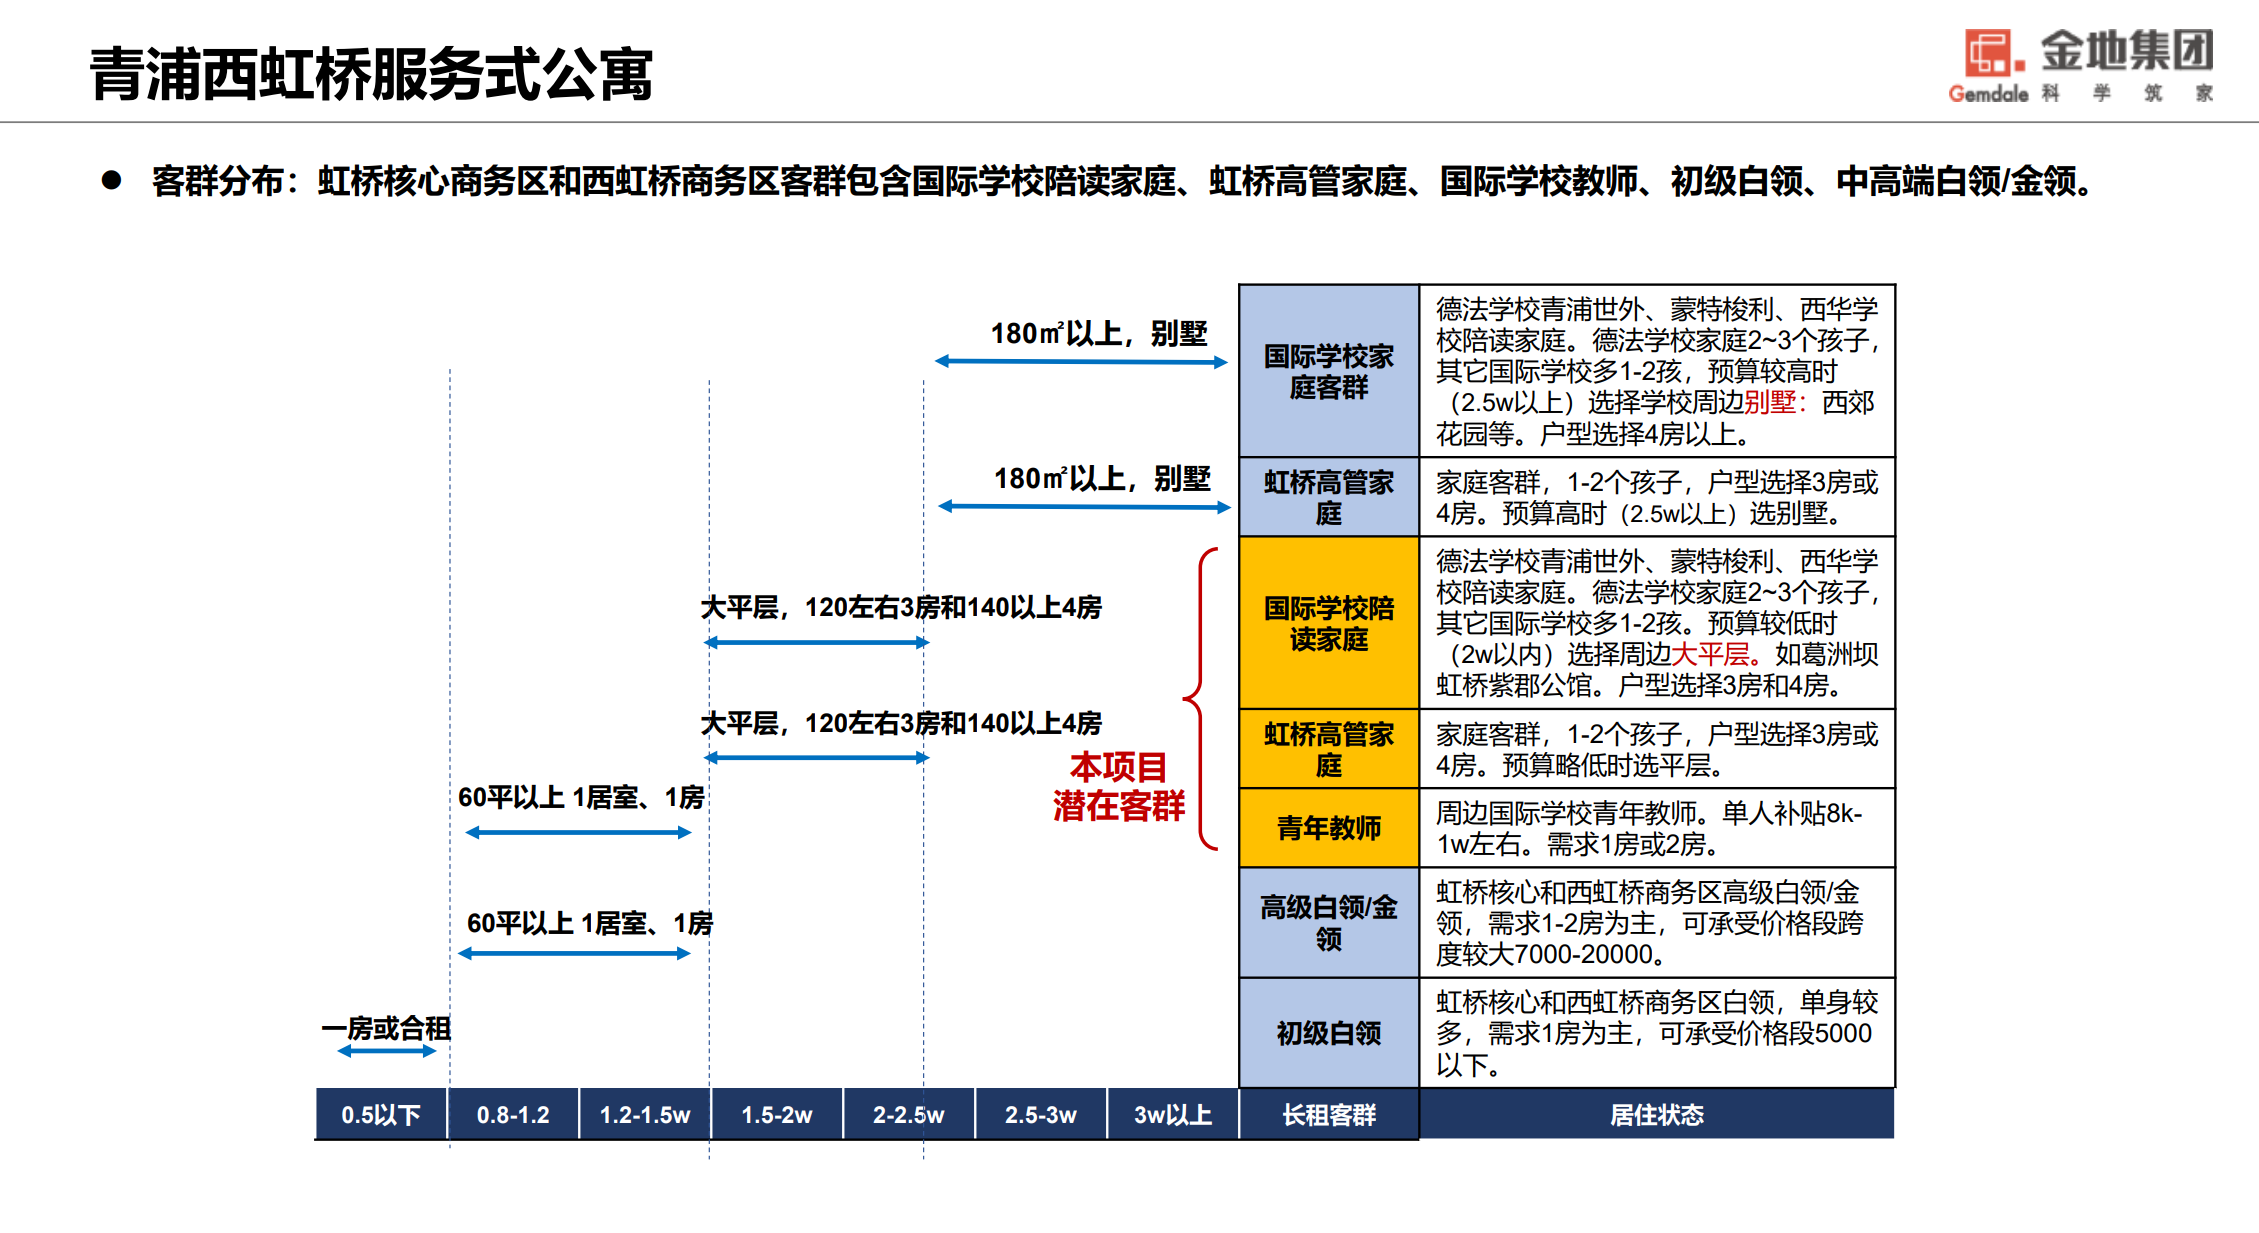 青浦西虹桥服务式公寓
金地集团
Gemdale 科学筑家
● 客群分布：虹桥核心商务区和西虹桥商务区客群包含国际学校陪读家庭、虹桥高管家庭、国际学校教师、初级白领、中高端白领/金领。
180㎡以上，别墅
国际学校家
庭客群
德法学校青浦世外、蒙特梭利、西华学
校陪读家庭。德法学校家庭2~3个孩子，
其它国际学校多1-2孩，预算较高时
（2.5w以上）选择学校周边别墅：西郊
花园等。户型选择4房以上。
180㎡以上，别墅
虹桥高管家
庭
家庭客群，1-2个孩子，户型选择3房或
4房。预算高时（2.5w以上）选别墅。
大平层，120左右3房和140以上4房
国际学校陪
读家庭
德法学校青浦世外、蒙特梭利、西华学
校陪读家庭。德法学校家庭2~3个孩子，
其它国际学校多1-2孩。预算较低时
（2w以内）选择周边大平层。如葛洲坝
虹桥紫郡公馆。户型选择3房和4房。
大平层，120左右3房和140以上4房
虹桥高管家
庭
家庭客群，1-2个孩子，户型选择3房或
4房。预算略低时选平层。
本项目
潜在客群
60平以上 1居室、1房
青年教师
周边国际学校青年教师。单人补贴8k-
1w左右。需求1房或2房。
60平以上 1居室、1房
高级白领/金
领
虹桥核心和西虹桥商务区高级白领/金
领，需求1-2房为主，可承受价格段跨
度较大7000-20000。
一房或合租
初级白领
虹桥核心和西虹桥商务区白领，单身较
多，需求1房为主，可承受价格段5000
以下。
0.5以下 0.8-1.2 1.2-1.5w 1.5-2w 2-2.5w 2.5-3w 3w以上 长租客群 居住状态